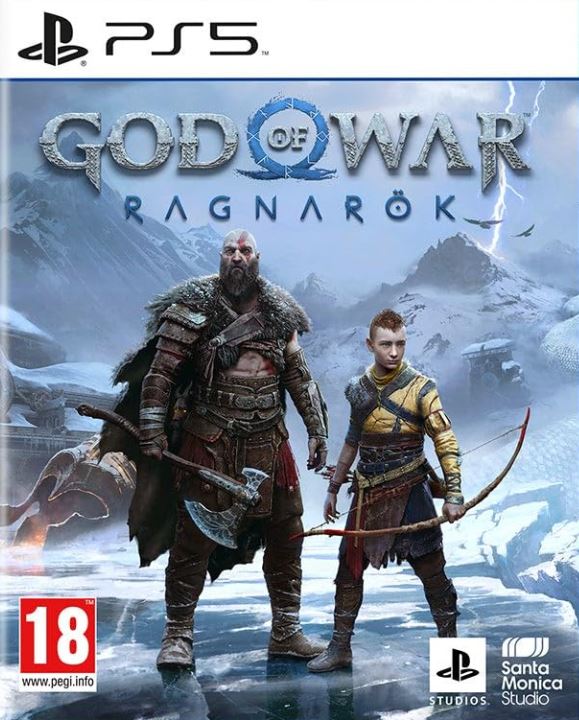 PS5
GOD OF WAR
RAGNARÖK
18
www.pegi.info
STUDIOS
Santa
Monica
Studio